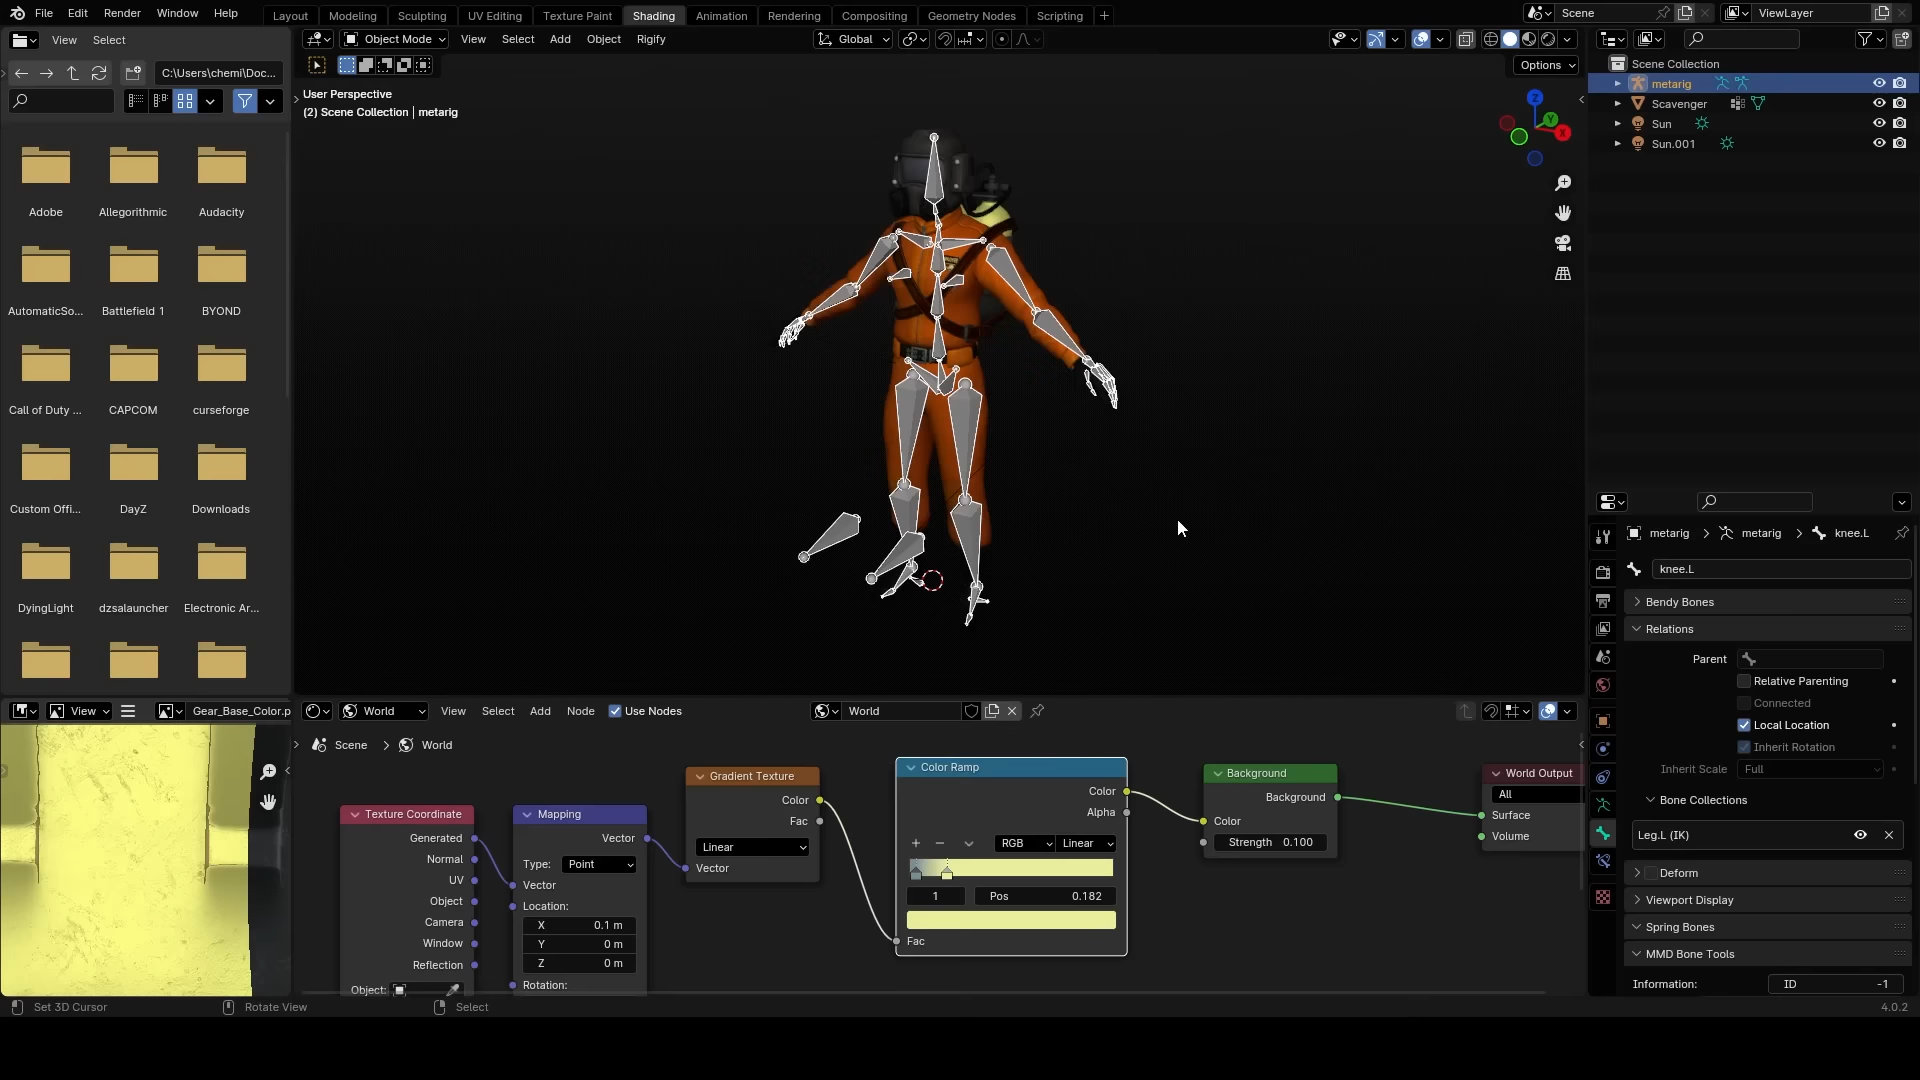 File Edit Render Window Help Layout Modeling Sculpting UV Editing Texture Paint Shading Animation Rendering Compositing Geometry Nodes Scripting Scene ViewLayer
View Select
Object Mode View Select Add Object Rigify Global
C:\Users\chemi\Doc...
Options
User Perspective
(2) Scene Collection | metarig
Z
Y
X
Scene Collection
metarig
Scavenger
Sun
Sun.001
Adobe Allegorithmic Audacity
AutomaticSo... Battlefield 1 BYOND
Call of Duty ... CAPCOM curseforge
Custom Offi... DayZ Downloads
DyingLight dzsalauncher Electronic Ar...
metarig metarig knee.L
knee.L
Bendy Bones
Relations
Parent
Relative Parenting
Connected
Local Location
Inherit Rotation
Inherit Scale Full
Bone Collections
Leg.L (IK)
Deform
Viewport Display
Spring Bones
MMD Bone Tools
Information: ID -1
View Gear_Base_Color.p
World View Select Add Node Use Nodes World
Scene World
Texture Coordinate
Generated
Normal
UV
Object
Camera
Window
Reflection
Object:
Mapping
Vector
Type: Point
Vector
Location:
X 0.1 m
Y 0 m
Z 0 m
Rotation:
Gradient Texture
Color
Fac
Linear
Vector
Color Ramp
Color
Alpha
RGB Linear
1 Pos 0.182
Fac
Background
Background
Color
Strength 0.100
World Output
All
Surface
Volume
Set 3D Cursor Rotate View Select 4.0.2